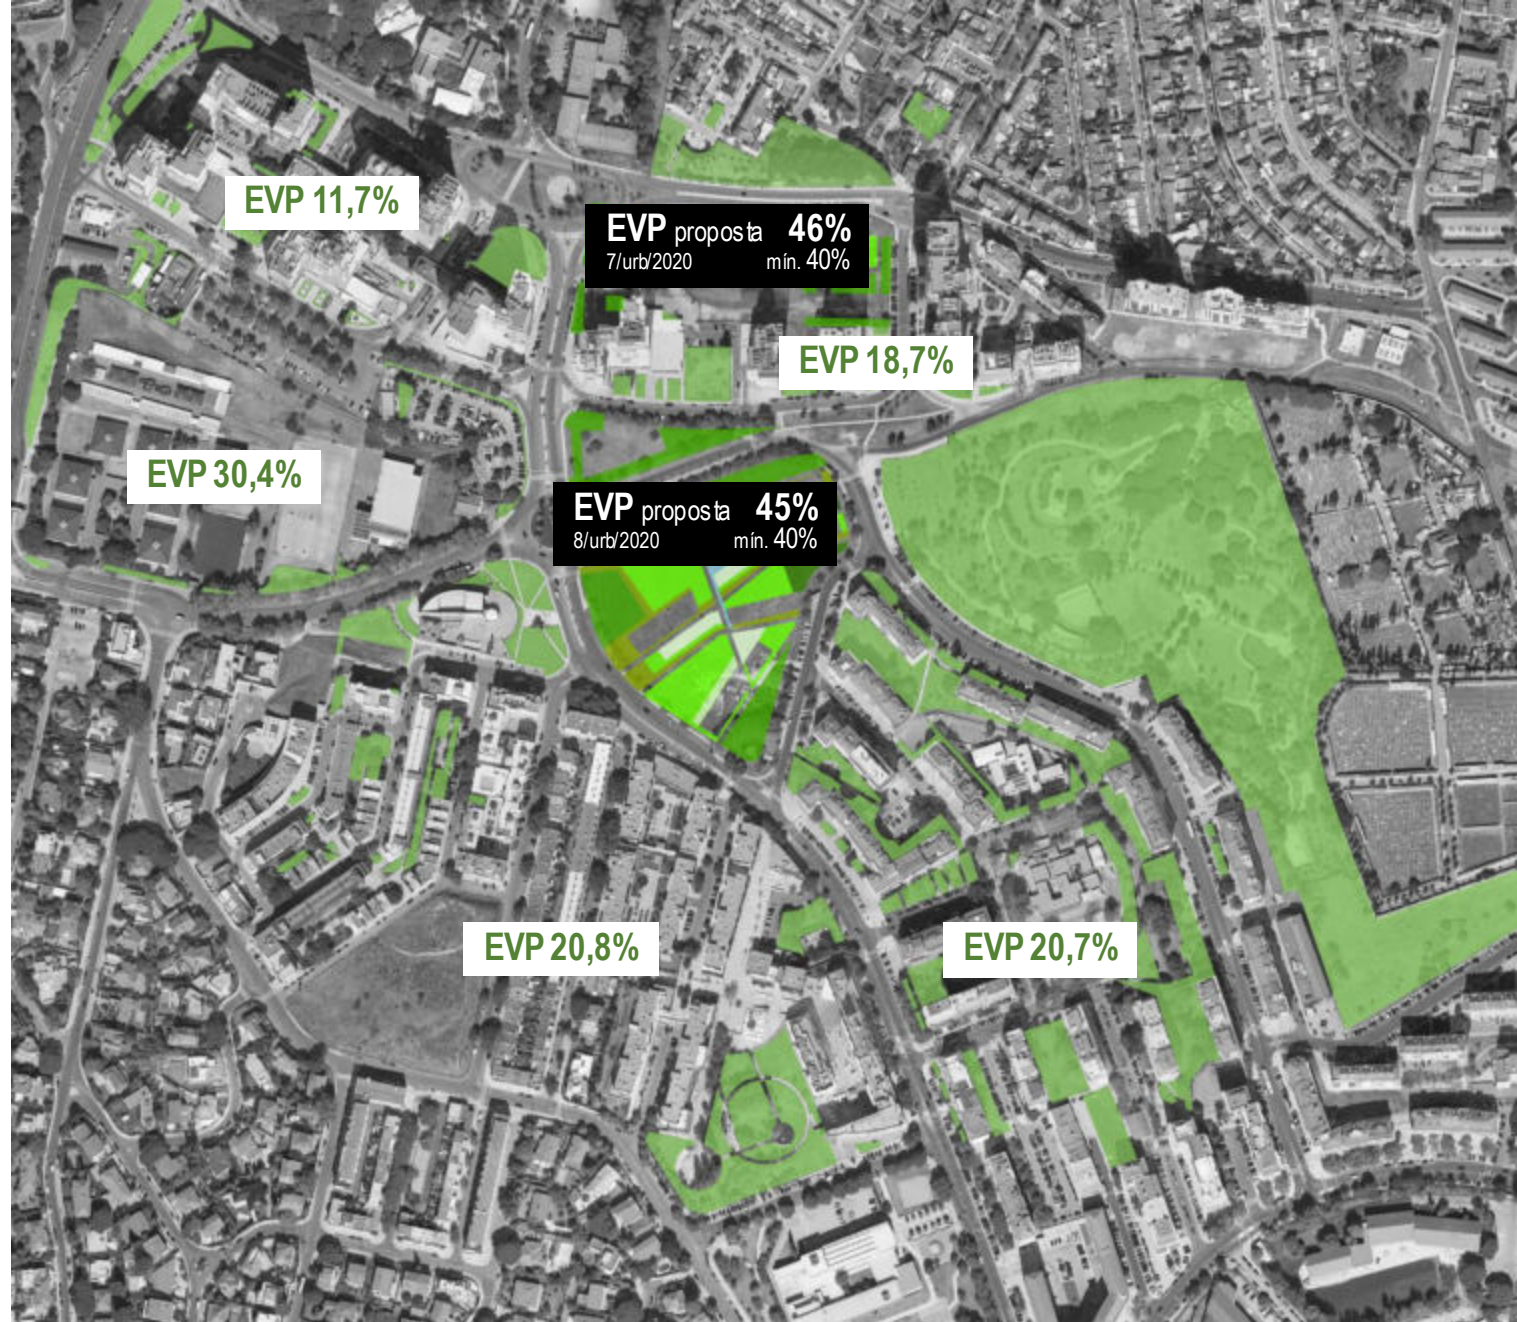 EVP 11,7%
EVP proposta 46%
7/urb/2020 mín. 40%
EVP 18,7%
EVP 30,4%
EVP proposta 45%
8/urb/2020 mín. 40%
EVP 20,8%
EVP 20,7%